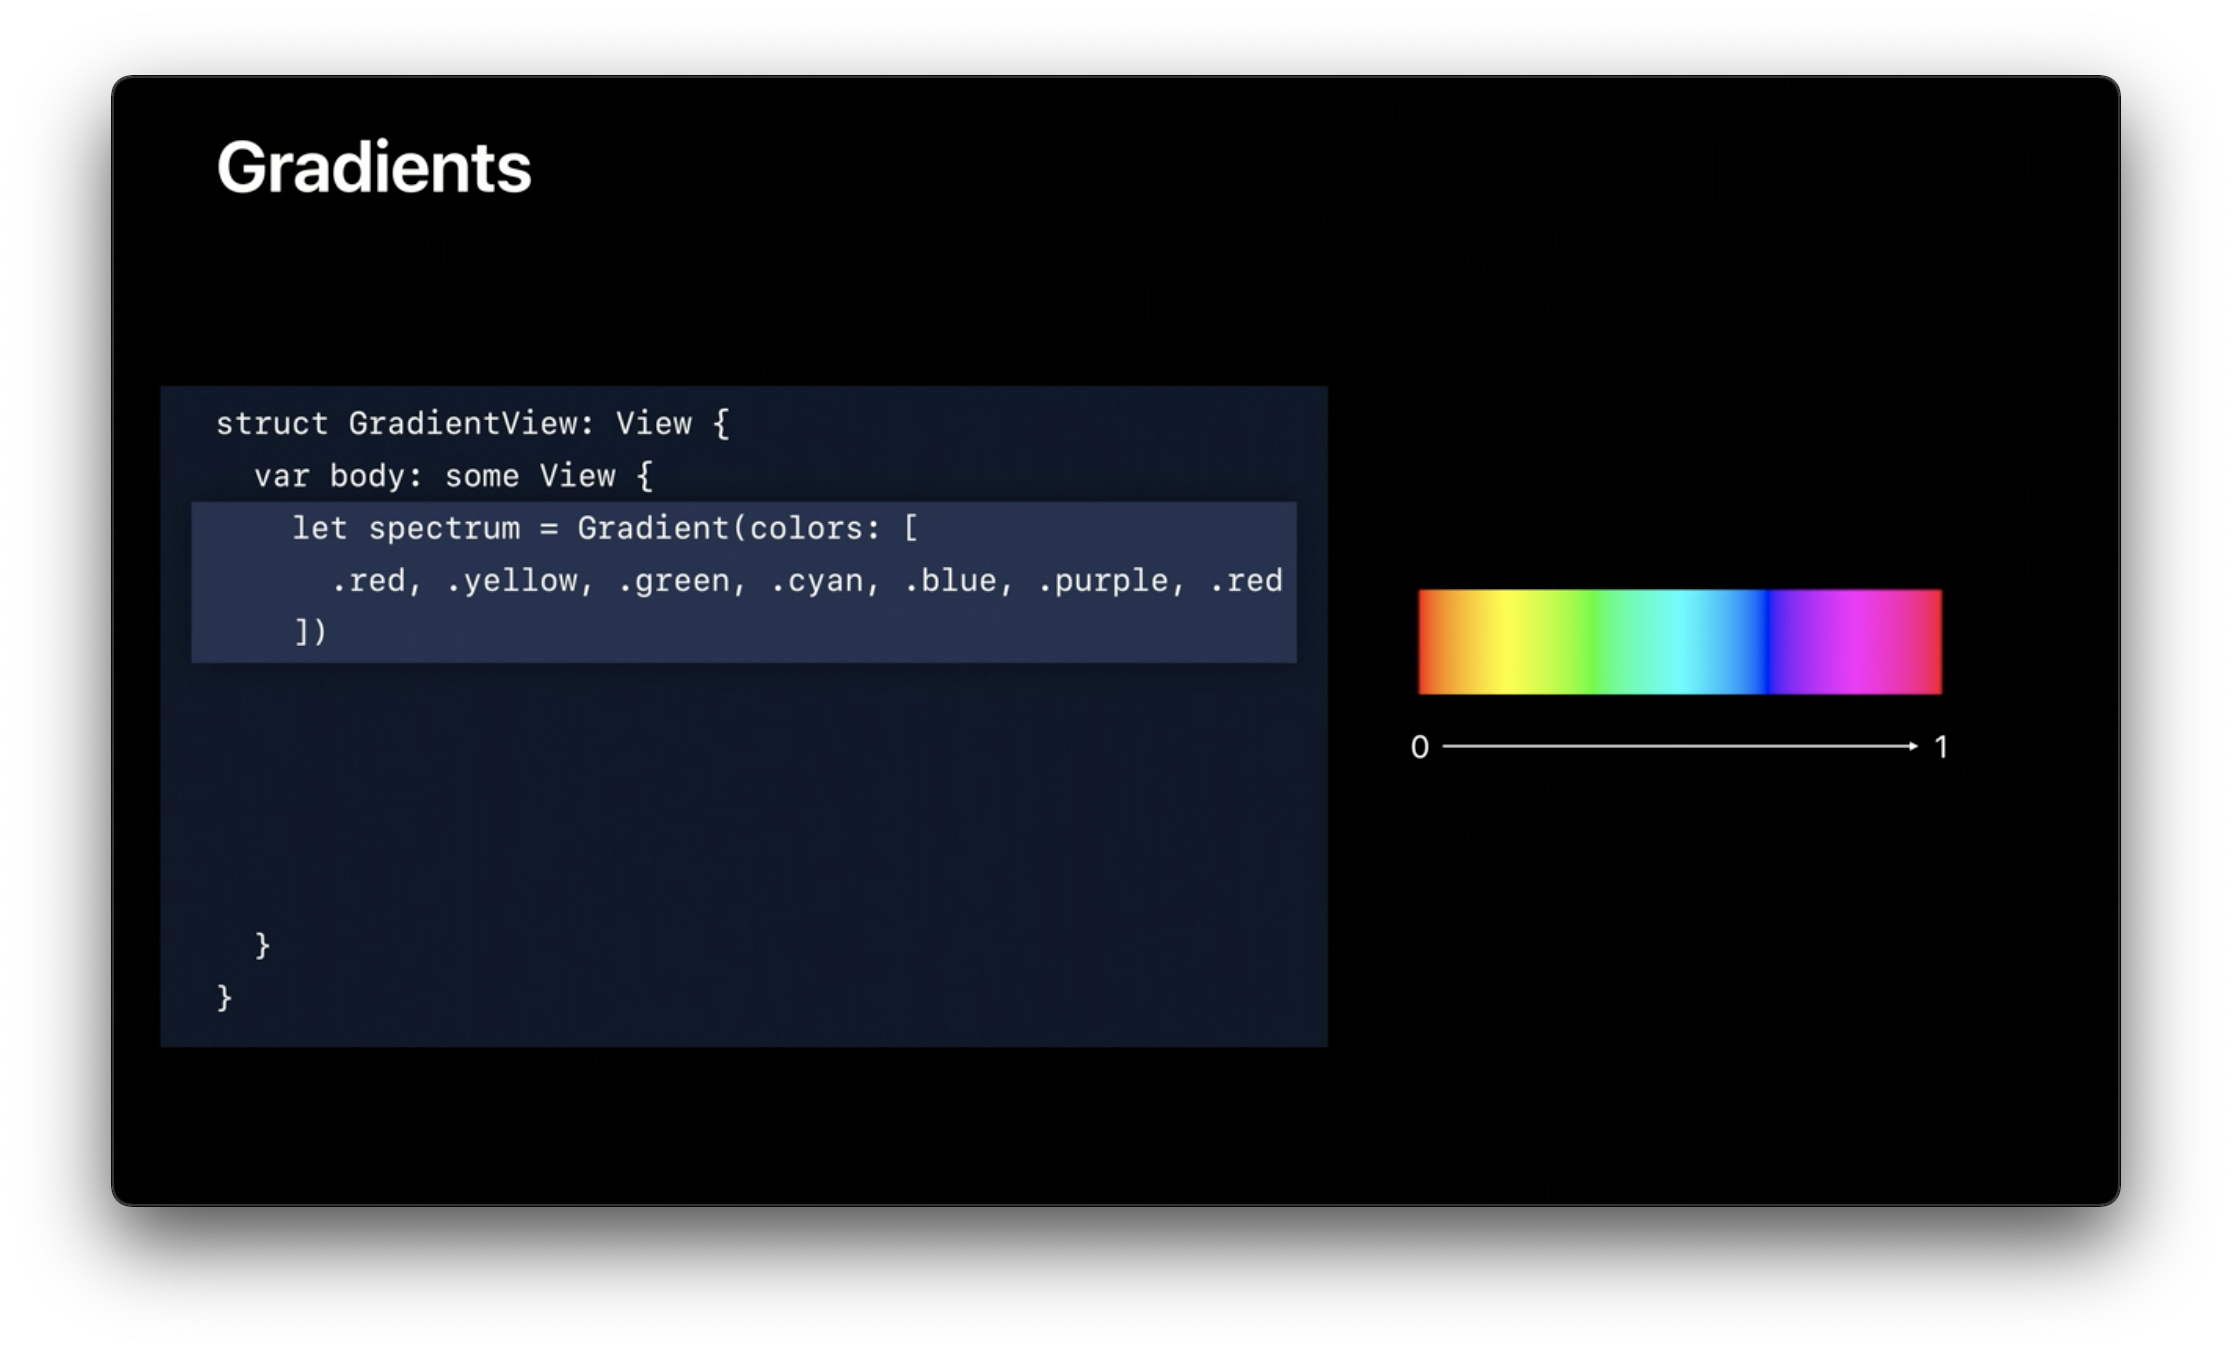 Gradients
struct GradientView: View {
  var body: some View {
    let spectrum = Gradient(colors: [
      .red, .yellow, .green, .cyan, .blue, .purple, .red
    ])
  }
}
0 1